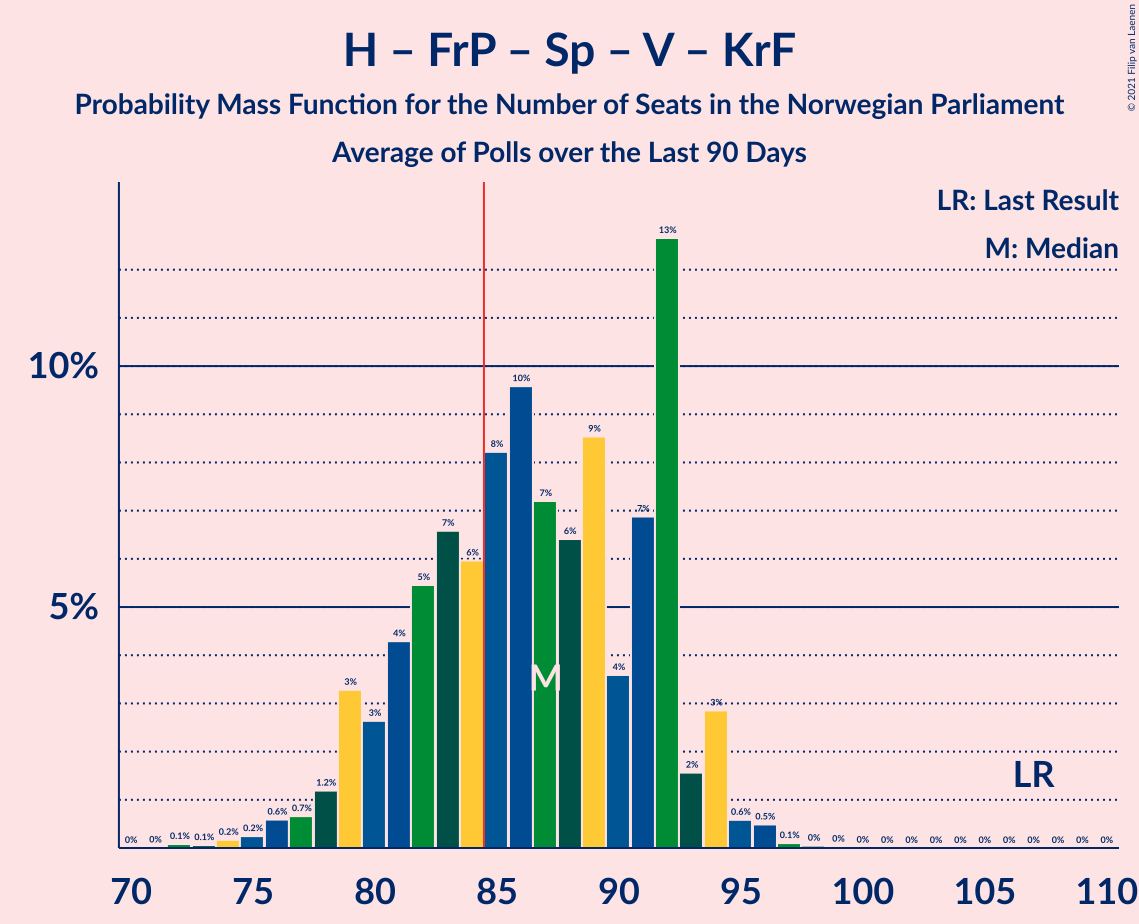 H – FrP – Sp – V – KrF
Probability Mass Function for the Number of Seats in the Norwegian Parliament
Average of Polls over the Last 90 Days
© 2021 Filip van Laenen
LR: Last Result
M: Median
10%
5%
0% 0% 0.1% 0.1% 0.2% 0.2% 0.6% 0.7% 1.2% 3% 3% 4% 5% 7% 6% 8% 10% 7% 6% 9% 4% 7% 13% 2% 3% 0.6% 0.5% 0.1% 0% 0% 0% 0% 0% 0% 0% 0% 0% 0% 0% 0% 0%
M
LR
70 75 80 85 90 95 100 105 110